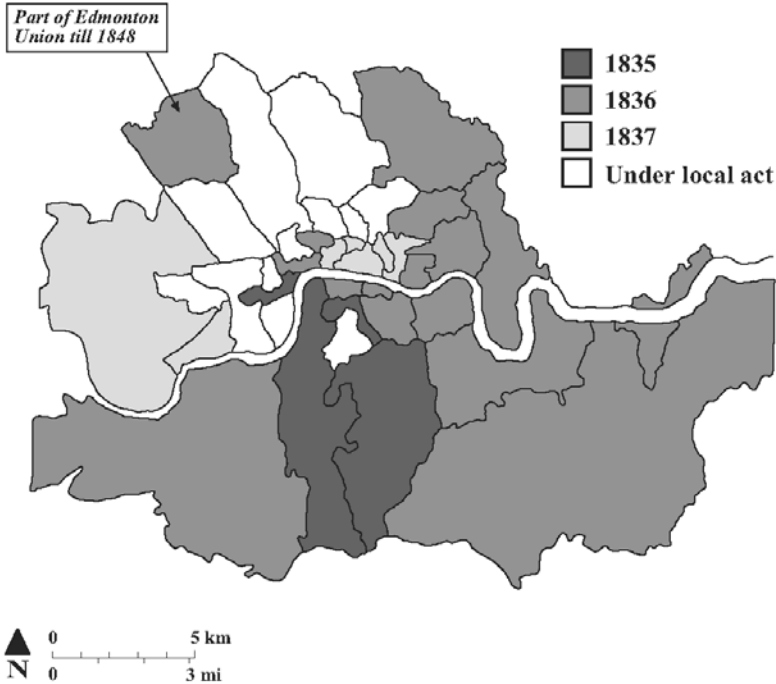 Part of Edmonton
Union till 1848
1835
1836
1837
Under local act
0 5 km
N
0 3 mi